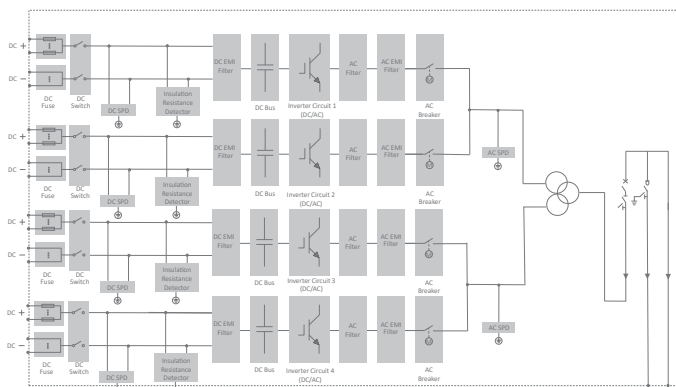 DC +
DC −
DC
Fuse
DC
Switch
DC SPD
Insulation
Resistance
Detector
DC EMI
Filter
DC Bus
Inverter Circuit 1
(DC/AC)
AC
Filter
AC EMI
Filter
AC
Breaker
AC SPD
DC +
DC −
DC
Fuse
DC
Switch
DC SPD
Insulation
Resistance
Detector
DC EMI
Filter
DC Bus
Inverter Circuit 2
(DC/AC)
AC
Filter
AC EMI
Filter
AC
Breaker
DC +
DC −
DC
Fuse
DC
Switch
DC SPD
Insulation
Resistance
Detector
DC EMI
Filter
DC Bus
Inverter Circuit 3
(DC/AC)
AC
Filter
AC EMI
Filter
AC
Breaker
AC SPD
DC +
DC −
DC
Fuse
DC
Switch
DC SPD
Insulation
Resistance
Detector
DC EMI
Filter
DC Bus
Inverter Circuit 4
(DC/AC)
AC
Filter
AC EMI
Filter
AC
Breaker